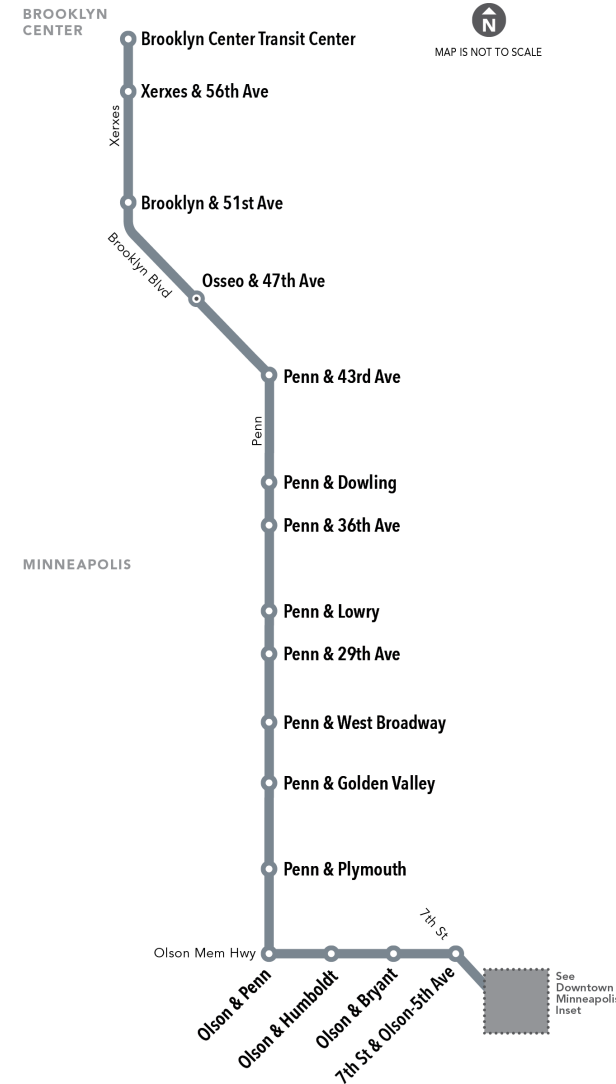 BROOKLYN
CENTER
N
MAP IS NOT TO SCALE
Brooklyn Center Transit Center
Xerxes & 56th Ave
Xerxes
Brooklyn & 51st Ave
Brooklyn Blvd
Osseo & 47th Ave
Penn & 43rd Ave
Penn
Penn & Dowling
Penn & 36th Ave
MINNEAPOLIS
Penn & Lowry
Penn & 29th Ave
Penn & West Broadway
Penn & Golden Valley
Penn & Plymouth
7th St
Olson Mem Hwy
Olson & Penn
Olson & Humboldt
Olson & Bryant
7th St & Olson-5th Ave
See
Downtown
Minneapolis
Inset